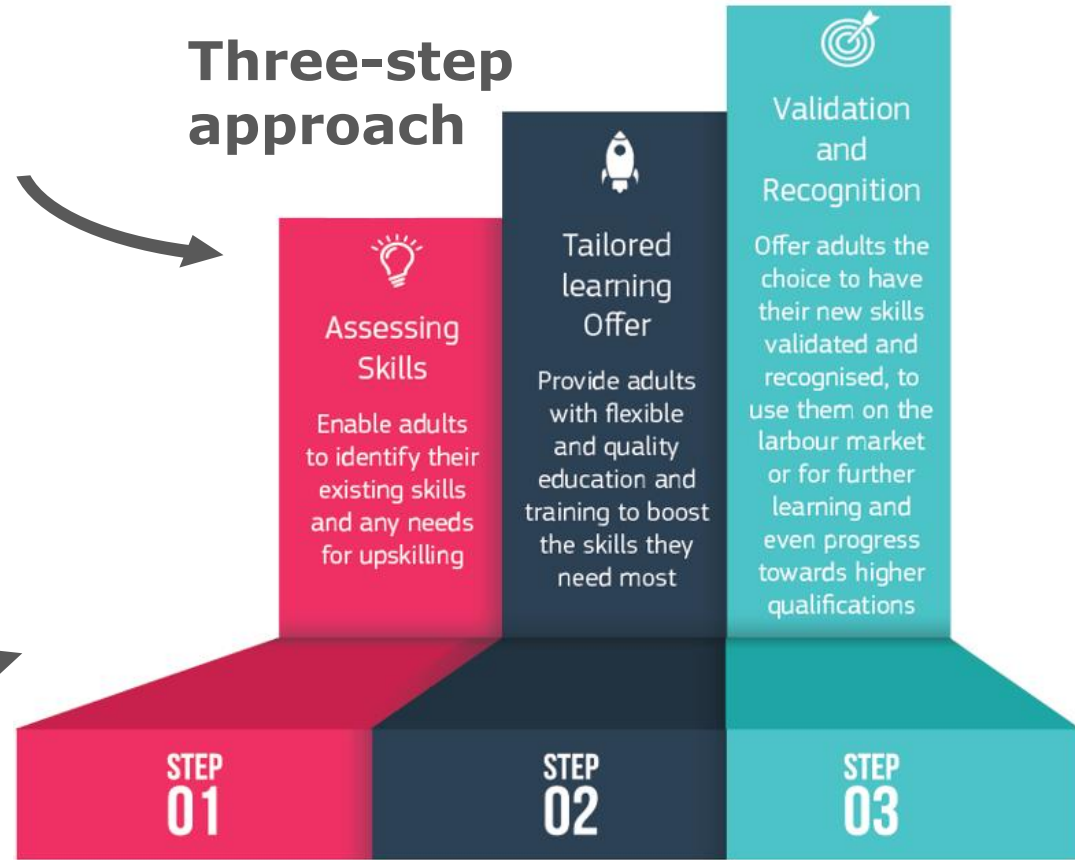 Three-step
approach
Assessing
Skills
Enable adults
to identify their
existing skills
and any needs
for upskilling
Tailored
learning
Offer
Provide adults
with flexible
and quality
education and
training to boost
the skills they
need most
Validation
and
Recognition
Offer adults the
choice to have
their new skills
validated and
recognised, to
use them on the
larbour market
or for further
learning and
even progress
towards higher
qualifications
STEP
01
STEP
02
STEP
03